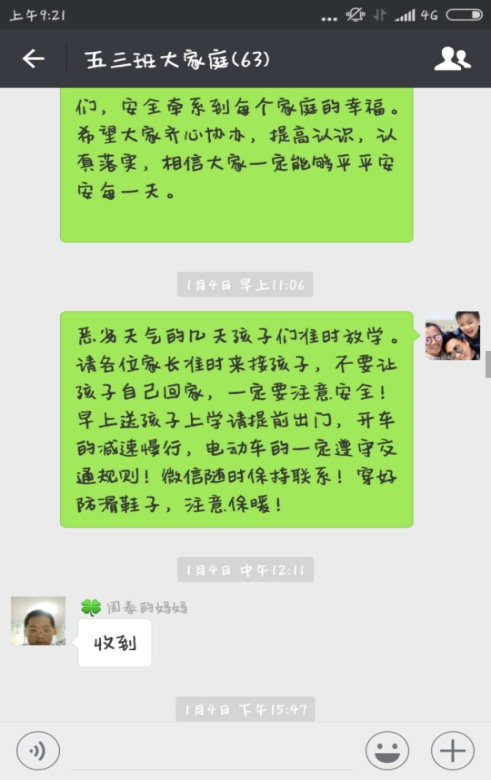 上午9:21
... 4G
五三班大家庭(63)
们，安全牵系到每个家庭的幸福。
希望大家齐心协办，提高认识，认
真落实，相信大家一定能够平平安
安每一天。
1月4日 早上11:06
恶劣天气的几天孩子们准时放学。
请各位家长准时来接孩子，不要让
孩子自己回家，一定要注意安全！
早上送孩子上学请提前出门，开车
的减速慢行，电动车的一定遵守交
通规则！微信随时保持联系！穿好
防滑鞋子，注意保暖！
1月4日 中午12:11
🍀周泰的妈妈
收到
1月4日 下午15:47